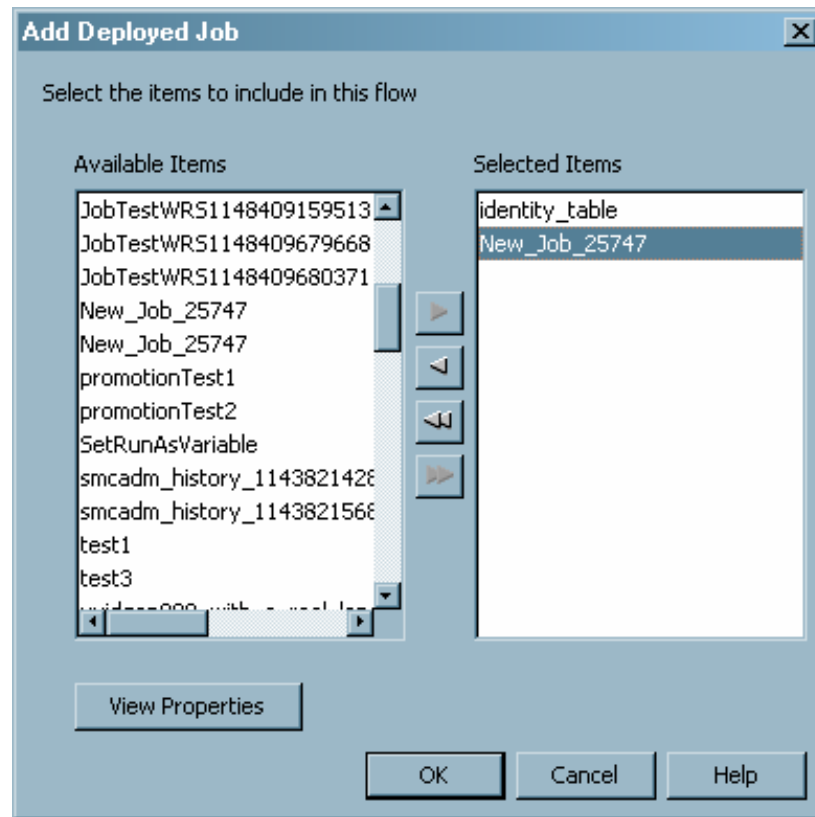 Add Deployed Job
Select the items to include in this flow
Available Items
JobTestWRS1148409159513
JobTestWRS1148409679668
JobTestWRS1148409680371
New_Job_25747
New_Job_25747
promotionTest1
promotionTest2
SetRunAsVariable
smcadm_history_1143821428
smcadm_history_1143821568
test1
test3
Selected Items
identity_table
New_Job_25747
View Properties
OK
Cancel
Help